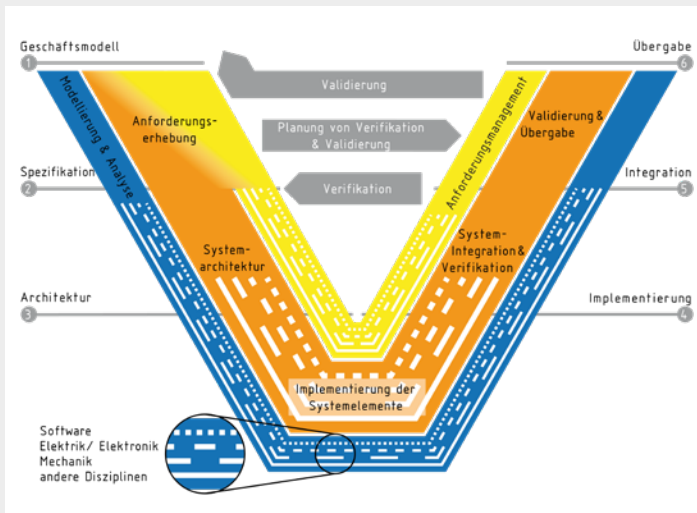 Geschäftsmodell
1
Übergabe
6
Validierung
Modellierung & Analyse
Anforderungs-
erhebung
Planung von Verifikation
& Validierung
Anforderungsmanagement
Validierung &
Übergabe
Spezifikation
2
Verifikation
Integration
5
System-
architektur
System-
Integration &
Verifikation
Architektur
3
Implementierung
4
Implementierung der
Systemelemente
Software
Elektrik/ Elektronik
Mechanik
andere Disziplinen